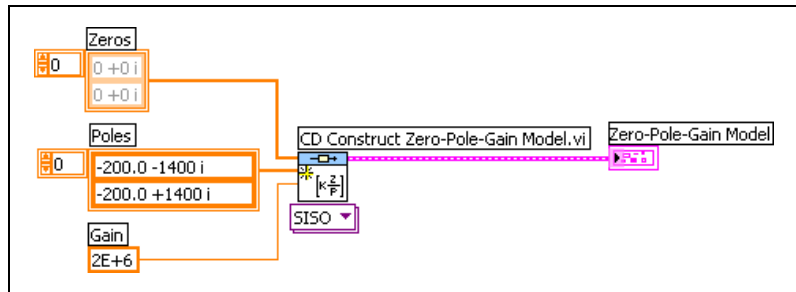 Zeros
0
0 +0 i
0 +0 i
Poles
0
-200.0 -1400 i
-200.0 +1400 i
Gain
2E+6
CD Construct Zero-Pole-Gain Model.vi
[K Z/P]
SISO
Zero-Pole-Gain Model